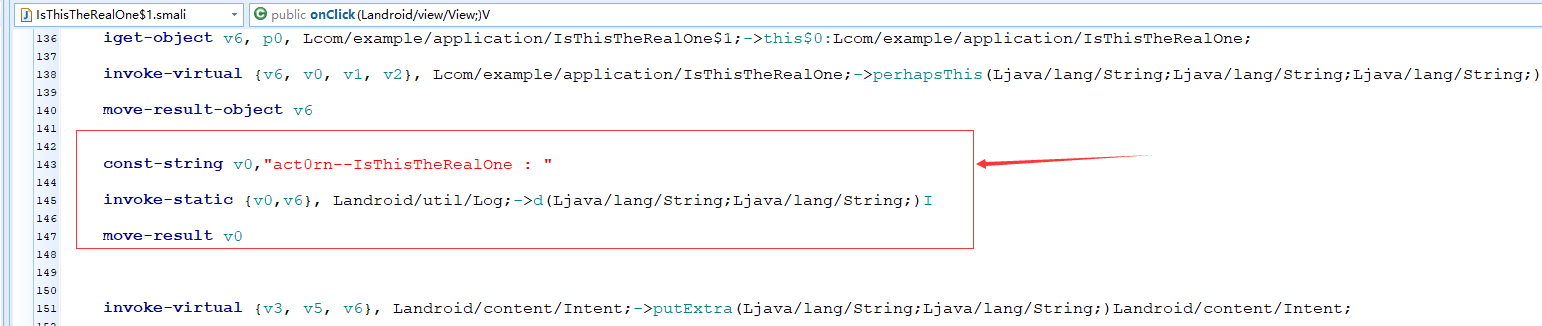 IsThisTheRealOne$1.smali public onClick(Landroid/view/View;)V
136 iget-object v6, p0, Lcom/example/application/IsThisTheRealOne$1;->this$0:Lcom/example/application/IsThisTheRealOne;
137
138 invoke-virtual {v6, v0, v1, v2}, Lcom/example/application/IsThisTheRealOne;->perhapsThis(Ljava/lang/String;Ljava/lang/String;Ljava/lang/String;)
139
140 move-result-object v6
141
142
143 const-string v0,"act0rn--IsThisTheRealOne : "
144
145 invoke-static {v0,v6}, Landroid/util/Log;->d(Ljava/lang/String;Ljava/lang/String;)I
146
147 move-result v0
148
149
150
151 invoke-virtual {v3, v5, v6}, Landroid/content/Intent;->putExtra(Ljava/lang/String;Ljava/lang/String;)Landroid/content/Intent;